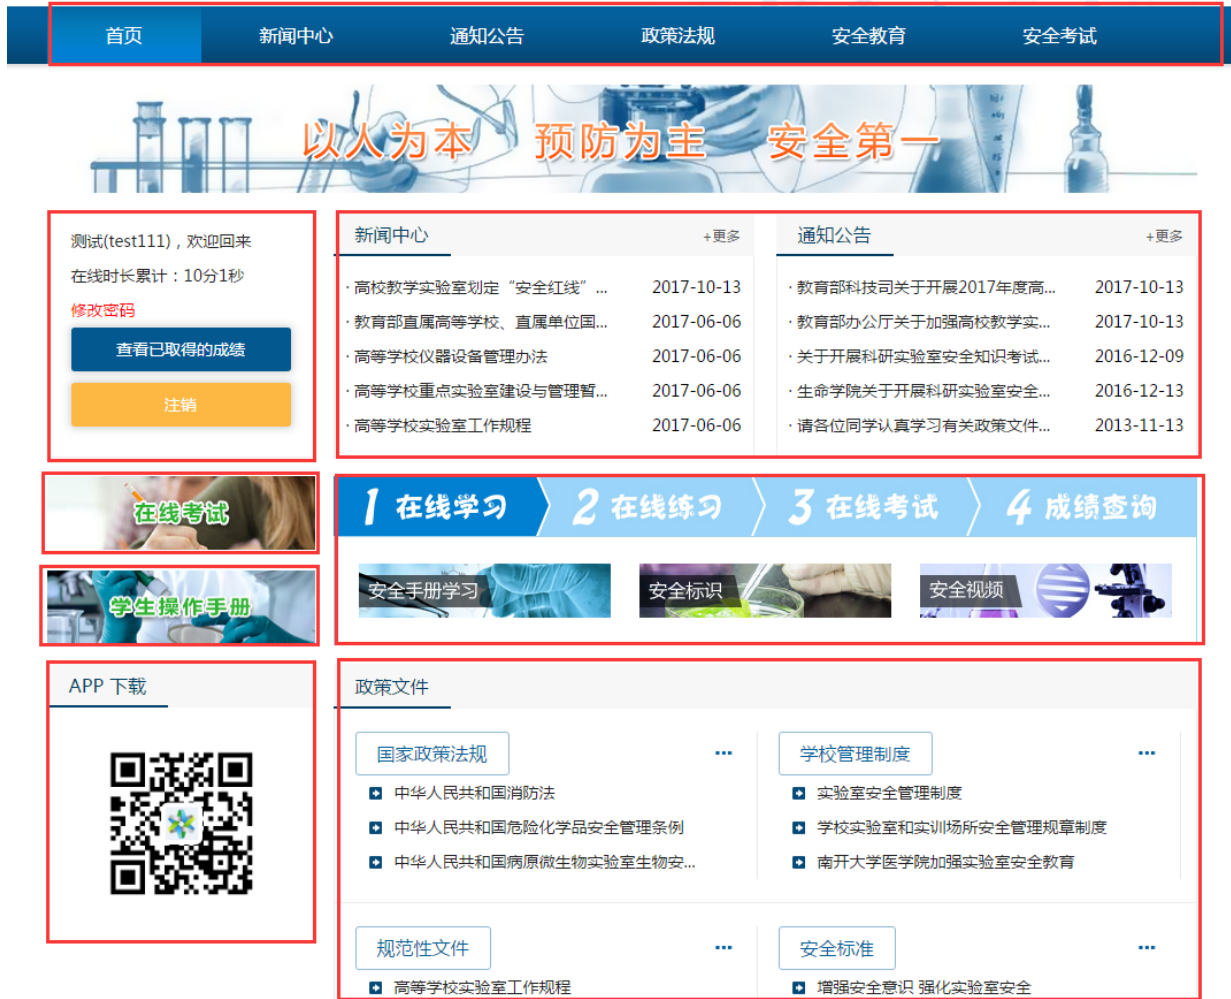 首页 新闻中心 通知公告 政策法规 安全教育 安全考试
以人为本 预防为主 安全第一
测试(test111)，欢迎回来
在线时长累计：10分1秒
修改密码
查看已取得的成绩
注销
新闻中心 +更多
· 高校教学实验室划定“安全红线”... 2017-10-13
· 教育部直属高等学校、直属单位国... 2017-06-06
· 高等学校仪器设备管理办法 2017-06-06
· 高等学校重点实验室建设与管理暂... 2017-06-06
· 高等学校实验室工作规程 2017-06-06
通知公告 +更多
· 教育部科技司关于开展2017年度高... 2017-10-13
· 教育部办公厅关于加强高校教学实... 2017-10-13
· 关于开展科研实验室安全知识考试... 2016-12-09
· 生命学院关于开展科研实验室安全... 2016-12-13
· 请各位同学认真学习有关政策文件... 2013-11-13
在线考试
学生操作手册
1 在线学习 2 在线练习 3 在线考试 4 成绩查询
安全手册学习 安全标识 安全视频
APP 下载
政策文件
国家政策法规 ...
中华人民共和国消防法
中华人民共和国危险化学品安全管理条例
中华人民共和国病原微生物实验室生物安...
学校管理制度 ...
实验室安全管理制度
学校实验室和实训场所安全管理规章制度
南开大学医学院加强实验室安全教育
规范性文件 ...
高等学校实验室工作规程
安全标准 ...
增强安全意识 强化实验室安全